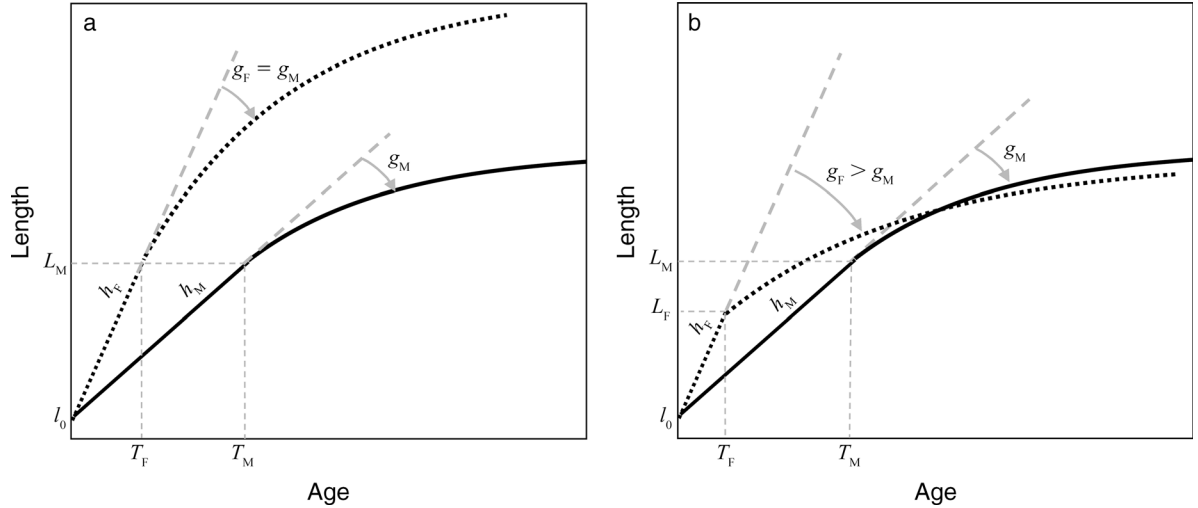 a
g_F = g_M
g_M
Length
L_M
h_F
h_M
l_0
T_F
T_M
Age
b
g_F > g_M
g_M
Length
L_M
L_F
h_F
h_M
l_0
T_F
T_M
Age